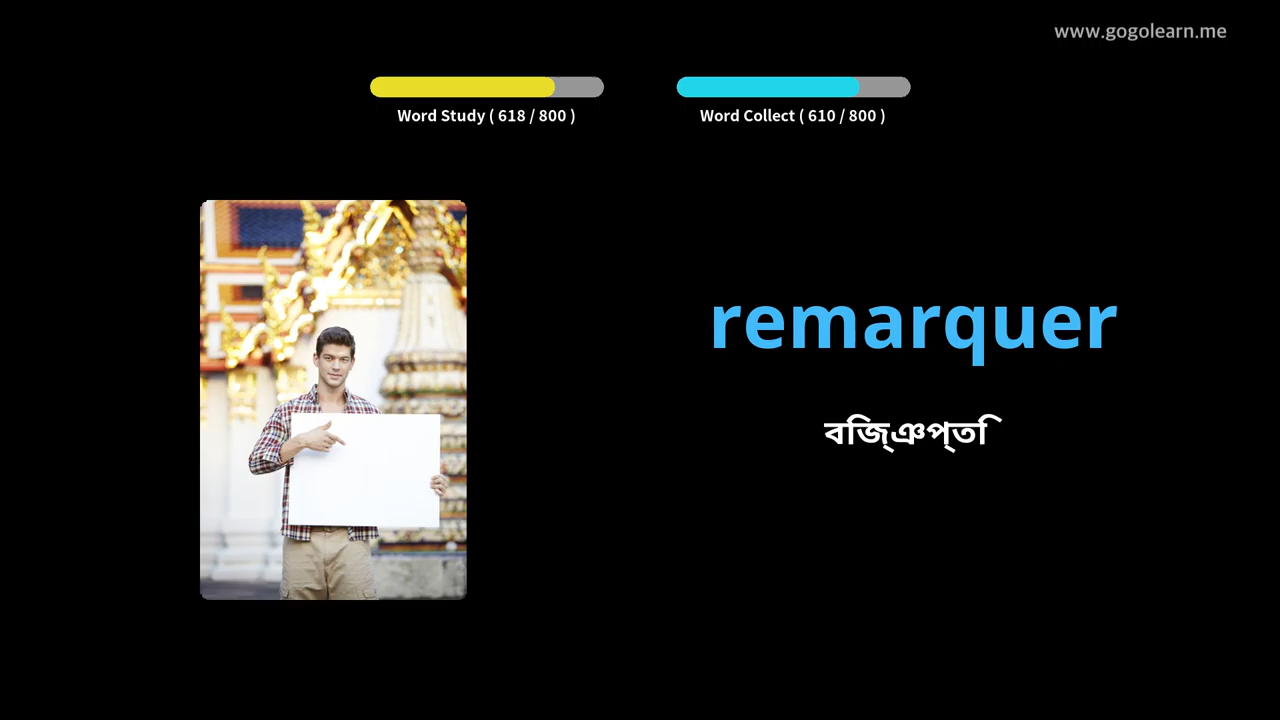 www.gogolearn.me
Word Study ( 618 / 800 )
Word Collect ( 610 / 800 )
remarquer
বিজ্ঞপ্তি